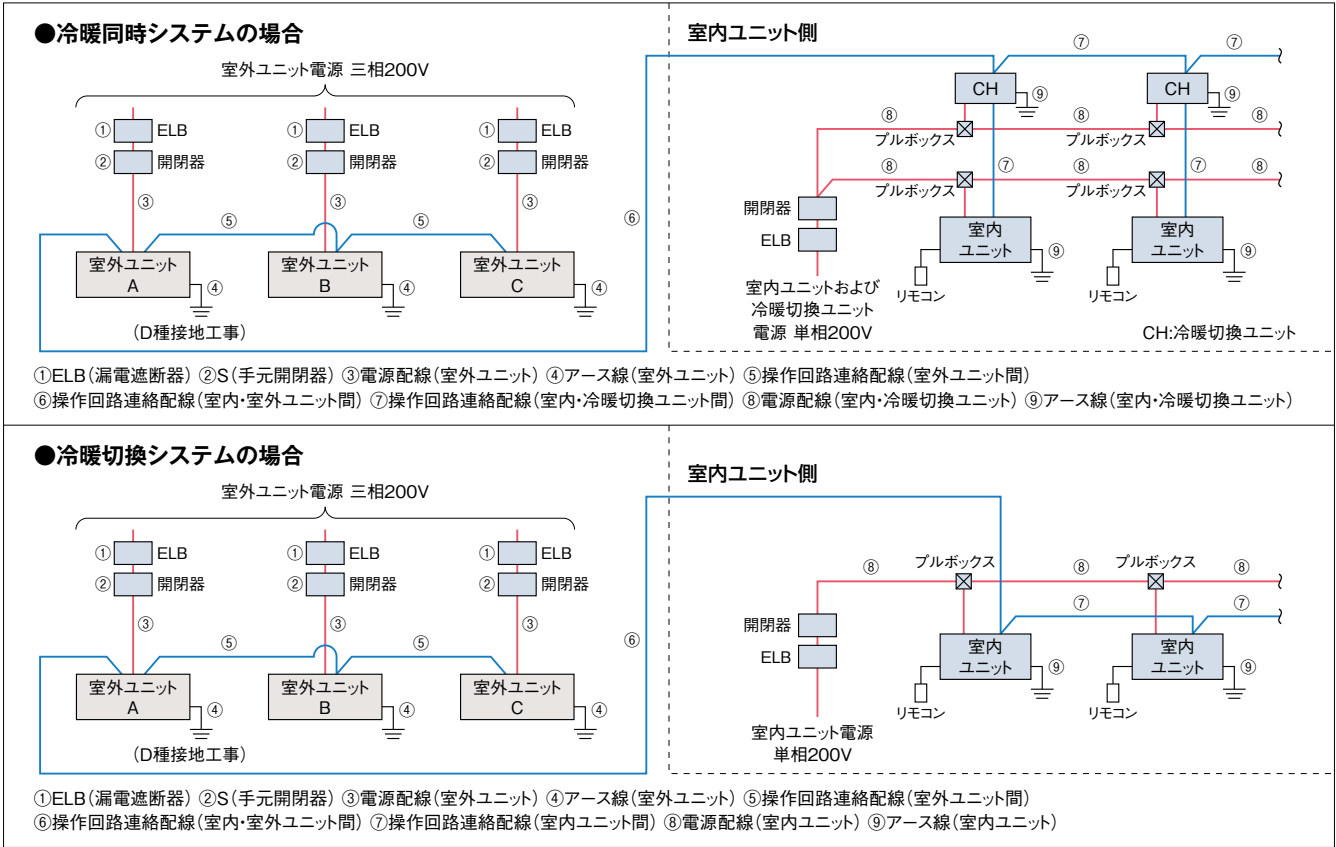 ●冷暖同時システムの場合
室外ユニット電源 三相200V
① ELB ① ELB ① ELB
② 開閉器 ② 開閉器 ② 開閉器
③ ③ ③
⑤ ⑤ ⑥
室外ユニット A ④
室外ユニット B ④
室外ユニット C ④
(D種接地工事)
室内ユニット側
⑦ ⑦
CH ⑨ CH ⑨
⑧ プルボックス ⑧ プルボックス ⑧
⑧ プルボックス ⑦ ⑧ プルボックス ⑦ ⑧
開閉器
ELB
室内
ユニット
⑨
リモコン
室内
ユニット
⑨
リモコン
室内ユニットおよび
冷暖切換ユニット
電源 単相200V
CH:冷暖切換ユニット
①ELB(漏電遮断器) ②S(手元開閉器) ③電源配線(室外ユニット) ④アース線(室外ユニット) ⑤操作回路連絡配線(室外ユニット間)
⑥操作回路連絡配線(室内・室外ユニット間) ⑦操作回路連絡配線(室内・冷暖切換ユニット間) ⑧電源配線(室内・冷暖切換ユニット) ⑨アース線(室内・冷暖切換ユニット)
●冷暖切換システムの場合
室外ユニット電源 三相200V
① ELB ① ELB ① ELB
② 開閉器 ② 開閉器 ② 開閉器
③ ③ ③
⑤ ⑤ ⑥
室外ユニット A ④
室外ユニット B ④
室外ユニット C ④
(D種接地工事)
室内ユニット側
⑧ プルボックス ⑧ プルボックス ⑧
⑦ ⑦
開閉器
ELB
室内
ユニット
⑨
リモコン
室内
ユニット
⑨
リモコン
室内ユニット電源
単相200V
①ELB(漏電遮断器) ②S(手元開閉器) ③電源配線(室外ユニット) ④アース線(室外ユニット) ⑤操作回路連絡配線(室外ユニット間)
⑥操作回路連絡配線(室内・室外ユニット間) ⑦操作回路連絡配線(室内ユニット間) ⑧電源配線(室内ユニット) ⑨アース線(室内ユニット)